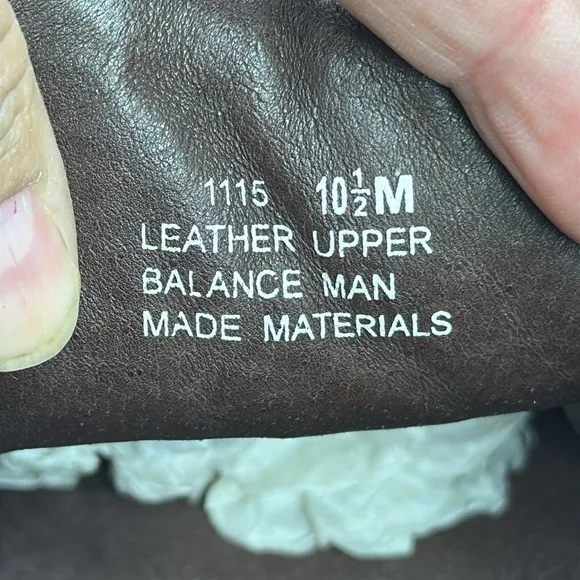 1115 10½M
LEATHER UPPER
BALANCE MAN
MADE MATERIALS